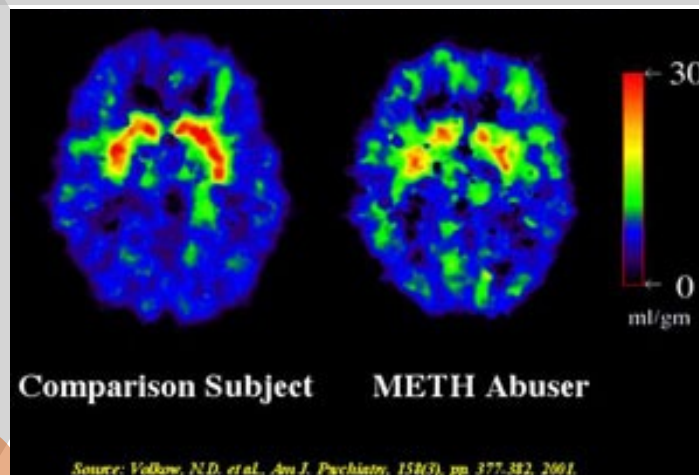 ← 30
← 0
ml/gm
Comparison Subject METH Abuser
Source: Volkow, N.D. et al., Am J. Psychiatry, 158(3), pp 377-382, 2001.